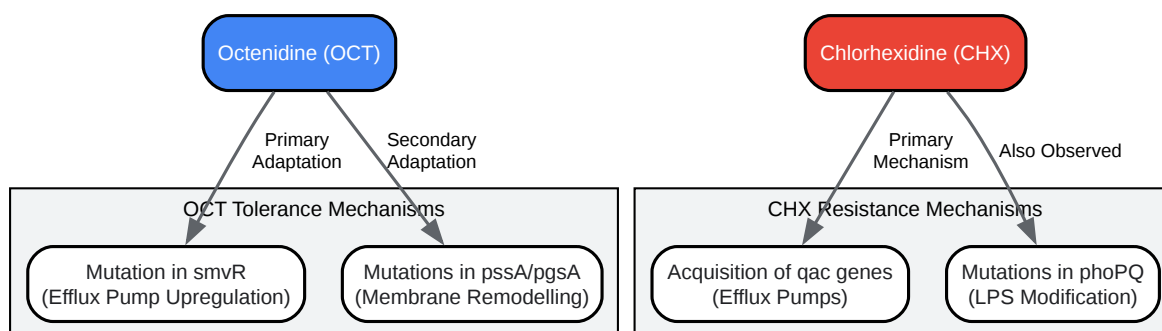 Octenidine (OCT)
Chlorhexidine (CHX)
Primary
Adaptation
Secondary
Adaptation
Primary
Mechanism
Also Observed
OCT Tolerance Mechanisms
CHX Resistance Mechanisms
Mutation in smvR
(Efflux Pump Upregulation)
Mutations in pssA/pgsA
(Membrane Remodelling)
Acquisition of qac genes
(Efflux Pumps)
Mutations in phoPQ
(LPS Modification)